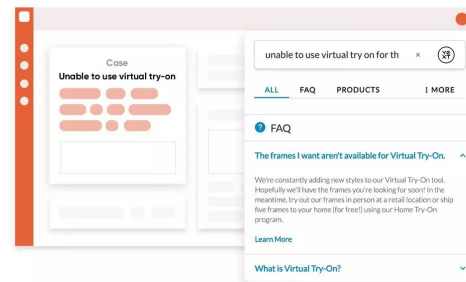 Case
Unable to use virtual try-on
unable to use virtual try on for th ×
ALL FAQ PRODUCTS MORE
? FAQ
The frames I want aren't available for Virtual Try-On.
We're constantly adding new styles to our Virtual Try-On tool.
Hopefully we'll have the frames you're looking for soon! In the
meantime, try out our frames in person at a retail location or ship
five frames to your home (for free!) using our Home Try-On
program.
Learn More
What is Virtual Try-On?